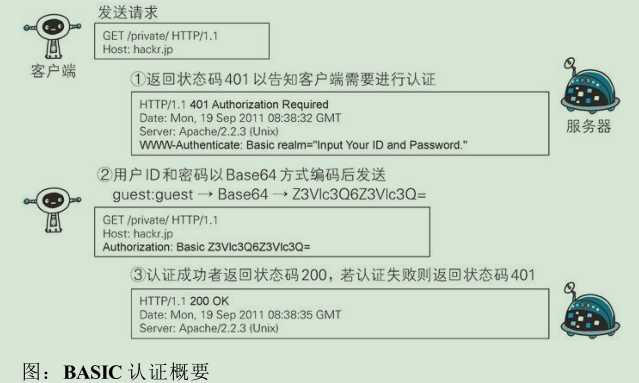 发送请求
GET /private/ HTTP/1.1
Host: hackr.jp
客户端
①返回状态码401以告知客户端需要进行认证
HTTP/1.1 401 Authorization Required
Date: Mon, 19 Sep 2011 08:38:32 GMT
Server: Apache/2.2.3 (Unix)
WWW-Authenticate: Basic realm="Input Your ID and Password."
服务器
②用户ID和密码以Base64方式编码后发送
guest:guest → Base64 → Z3Vlc3Q6Z3Vlc3Q=
GET /private/ HTTP/1.1
Host: hackr.jp
Authorization: Basic Z3Vlc3Q6Z3Vlc3Q=
③认证成功者返回状态码200，若认证失败则返回状态码401
HTTP/1.1 200 OK
Date: Mon, 19 Sep 2011 08:38:35 GMT
Server: Apache/2.2.3 (Unix)
图：BASIC 认证概要